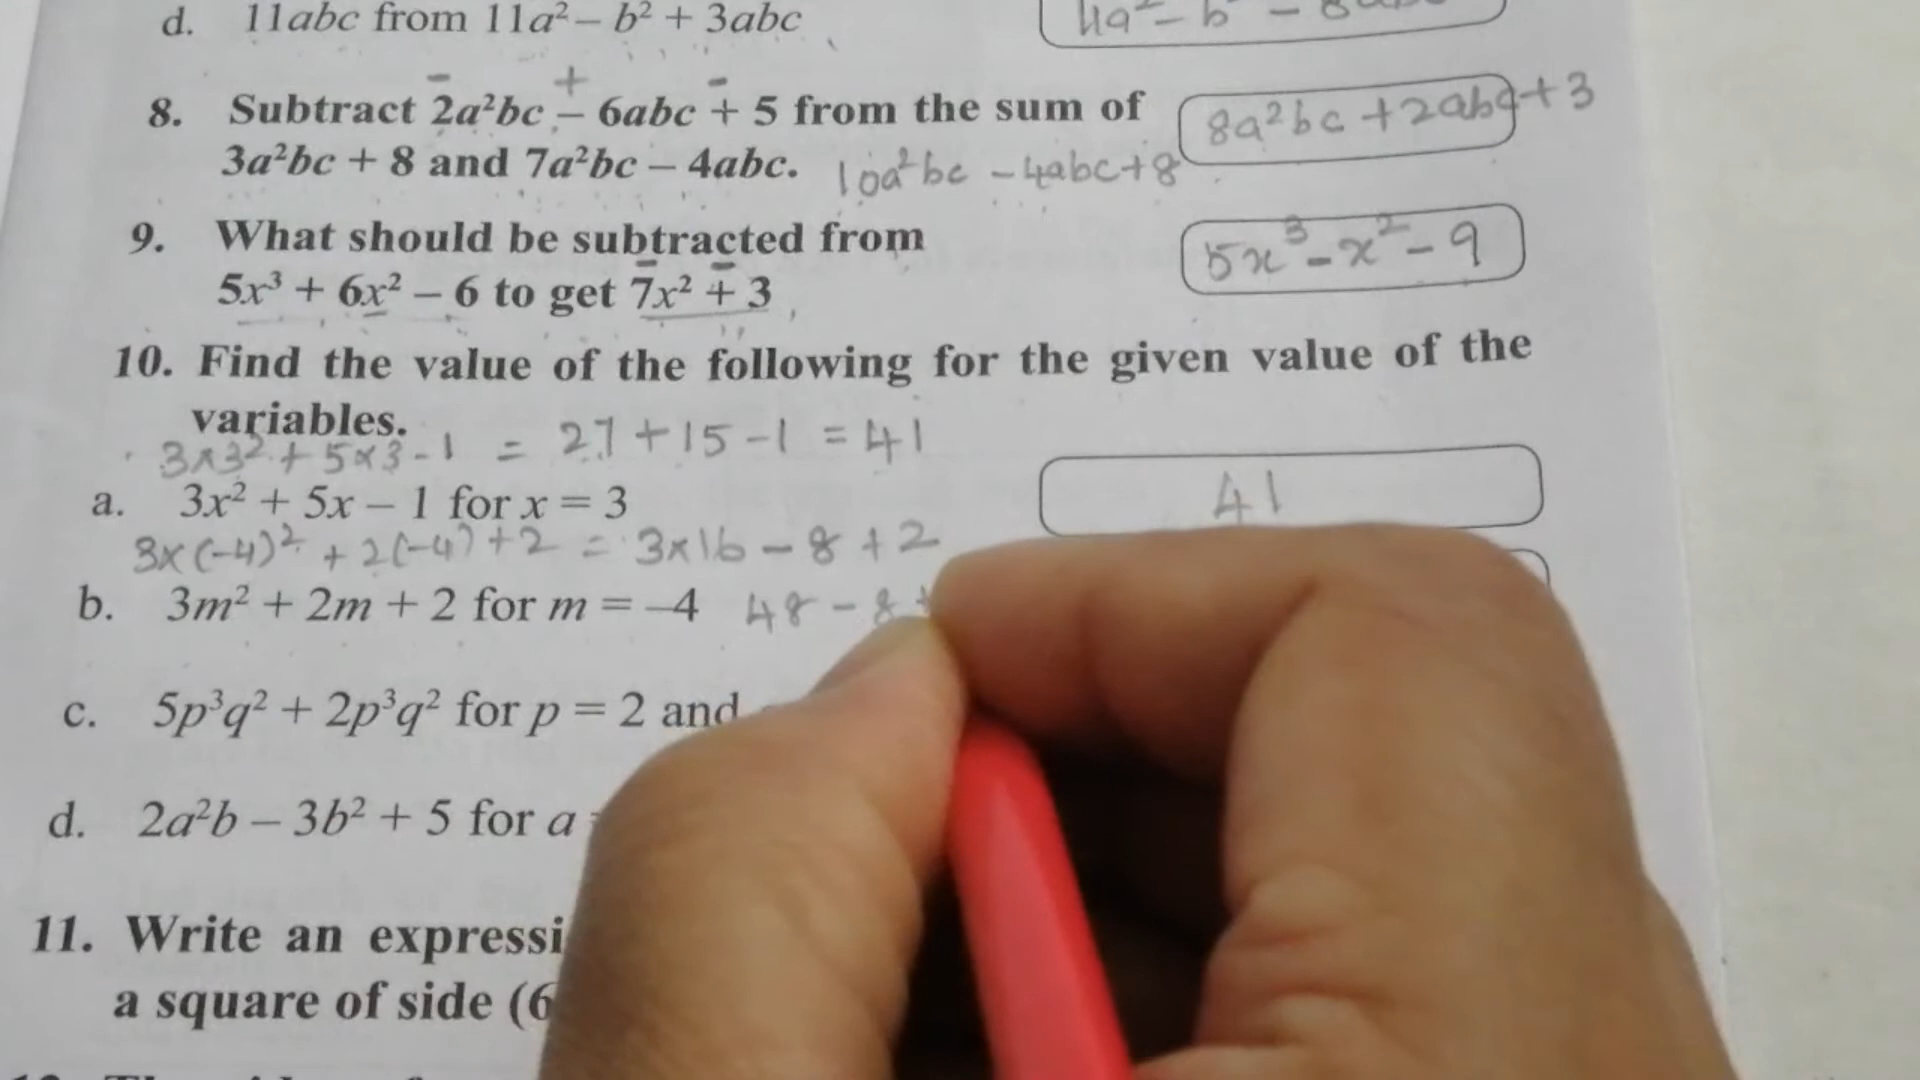 d. 11abc from 11a² – b² + 3abc
11a² – b² – 8abc
– + –
8. Subtract 2a²bc – 6abc + 5 from the sum of
8a²bc + 2abc + 3
3a²bc + 8 and 7a²bc – 4abc. 10a²bc – 4abc + 8
9. What should be subtracted from
5x³ – x² – 9
– –
5x³ + 6x² – 6 to get 7x² + 3
10. Find the value of the following for the given value of the
variables.
3×3² + 5×3 – 1 = 27 + 15 – 1 = 41
a. 3x² + 5x – 1 for x = 3
41
3×(–4)² + 2(–4) + 2 = 3×16 – 8 + 2
b. 3m² + 2m + 2 for m = –4 48 – 8 +
c. 5p³q² + 2p³q² for p = 2 and
d. 2a²b – 3b² + 5 for a
11. Write an expressi
a square of side (6